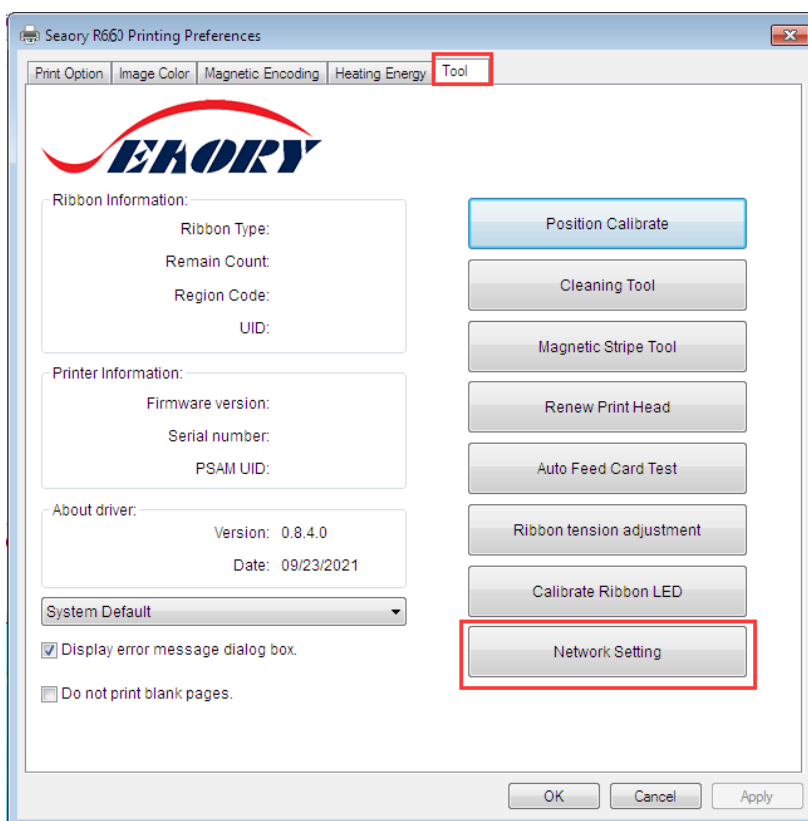 Seaory R660 Printing Preferences
Print Option
Image Color
Magnetic Encoding
Heating Energy
Tool
SEAORY
Ribbon Information:
Ribbon Type:
Remain Count:
Region Code:
UID:
Printer Information:
Firmware version:
Serial number:
PSAM UID:
About driver:
Version: 0.8.4.0
Date: 09/23/2021
System Default
Display error message dialog box.
Do not print blank pages.
Position Calibrate
Cleaning Tool
Magnetic Stripe Tool
Renew Print Head
Auto Feed Card Test
Ribbon tension adjustment
Calibrate Ribbon LED
Network Setting
OK
Cancel
Apply